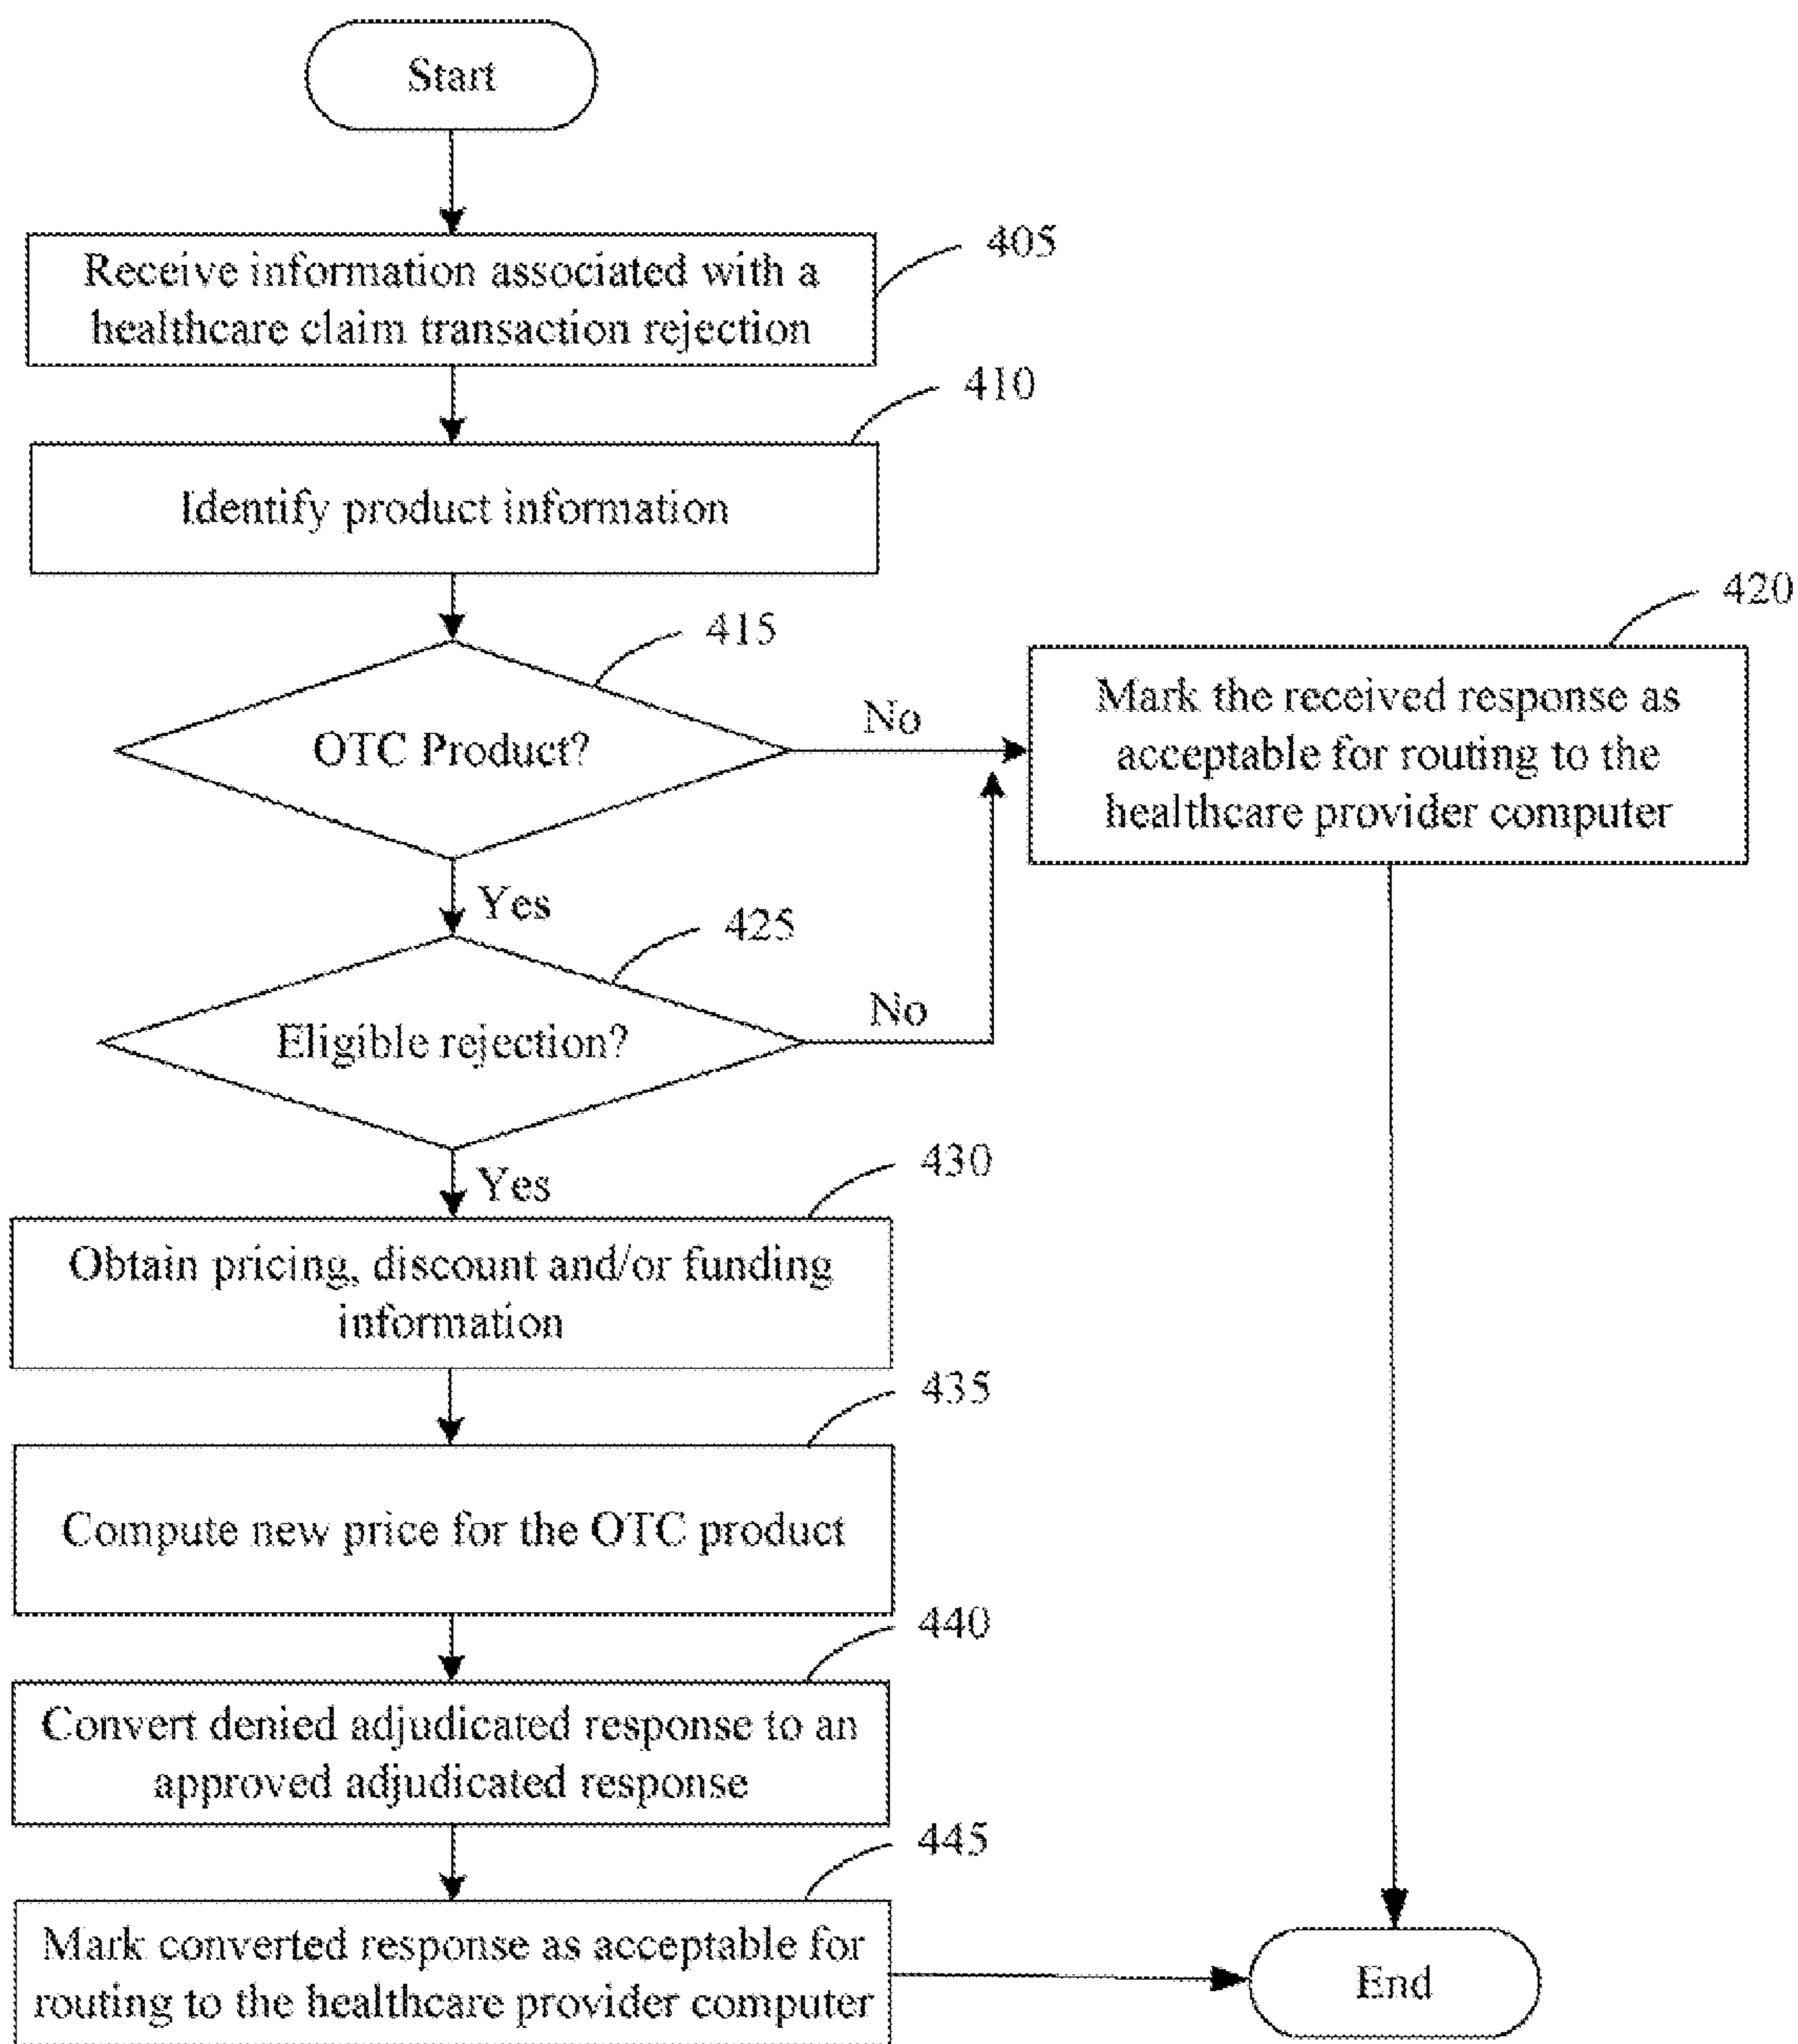 Start
405
Receive information associated with a
healthcare claim transaction rejection
410
Identify product information
415
OTC Product?
No
420
Mark the received response as
acceptable for routing to the
healthcare provider computer
Yes
425
Eligible rejection?
No
Yes
430
Obtain pricing, discount and/or funding
information
435
Compute new price for the OTC product
440
Convert denied adjudicated response to an
approved adjudicated response
445
Mark converted response as acceptable for
routing to the healthcare provider computer
End